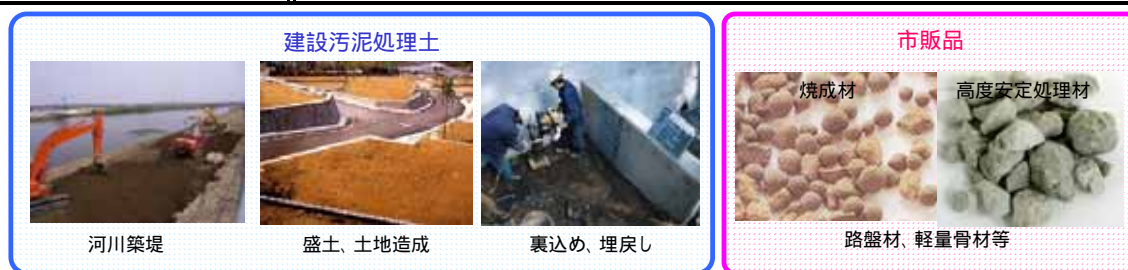 建設汚泥処理土
河川築堤
盛土、土地造成
裏込め、埋戻し
市販品
焼成材
高度安定処理材
路盤材、軽量骨材等